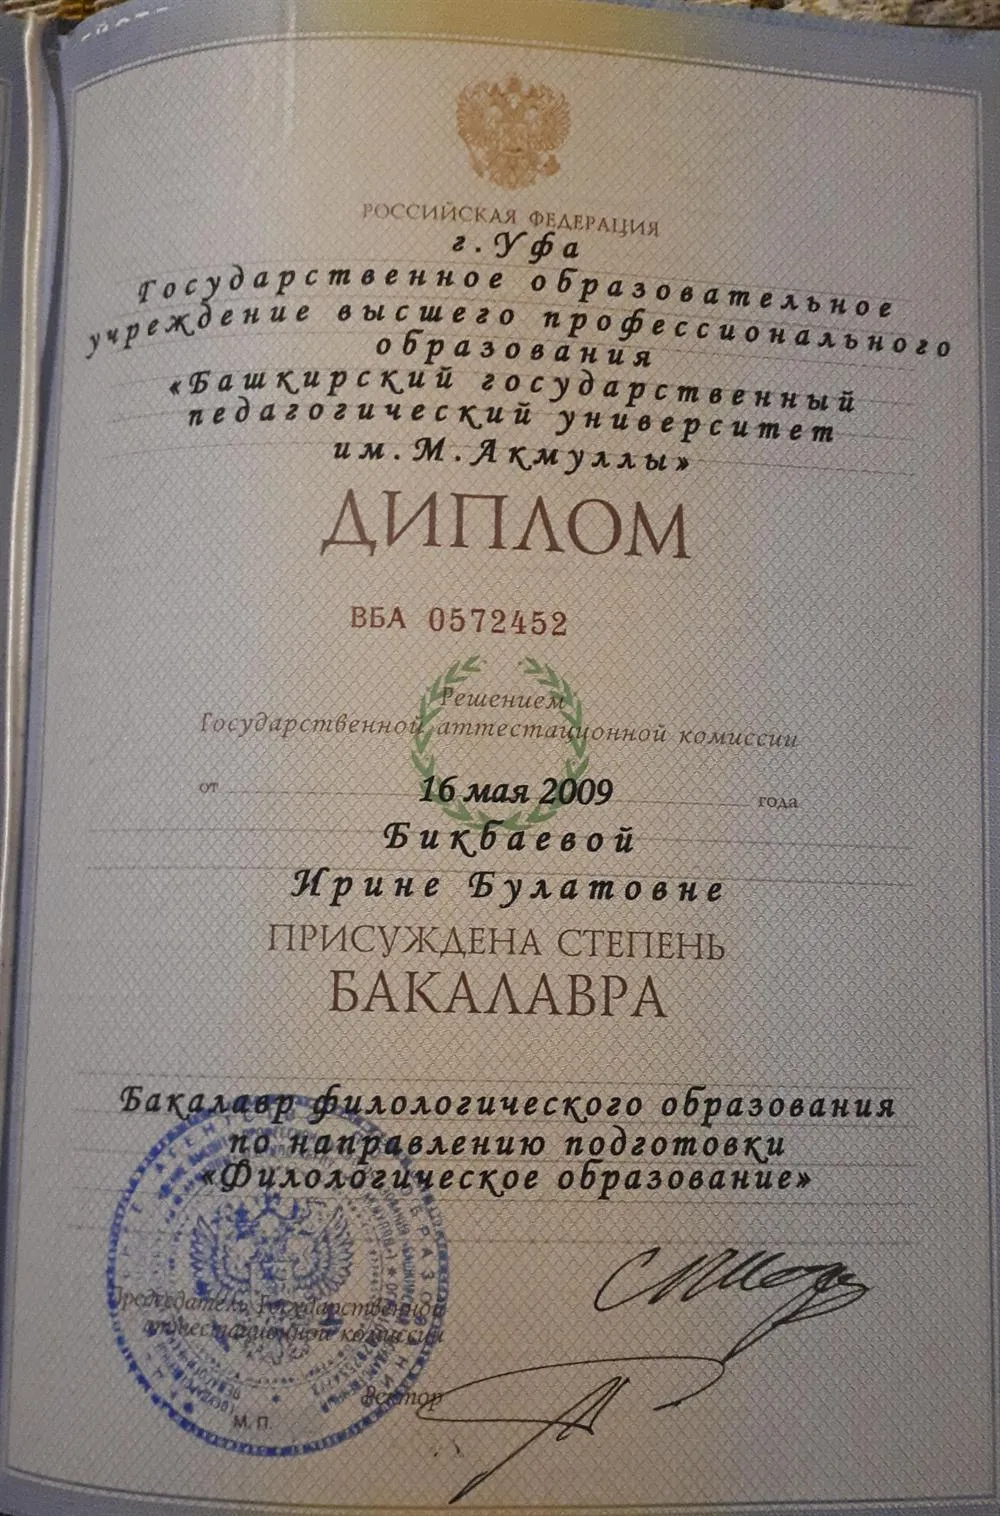 РОССИЙСКАЯ ФЕДЕРАЦИЯ
г.Уфа
Государственное образовательное
учреждение высшего профессионального
образования
«Башкирский государственный
педагогический университет
им.М.Акмуллы»
ДИПЛОМ
ВБА 0572452
Решением
Государственной аттестационной комиссии
от 16 мая 2009 года
Бикбаевой
Ирине Булатовне
ПРИСУЖДЕНА СТЕПЕНЬ
БАКАЛАВРА
Бакалавр филологического образования
по направлению подготовки
«Филологическое образование»
Председатель Государственной
аттестационной комиссии
Ректор
М.П.